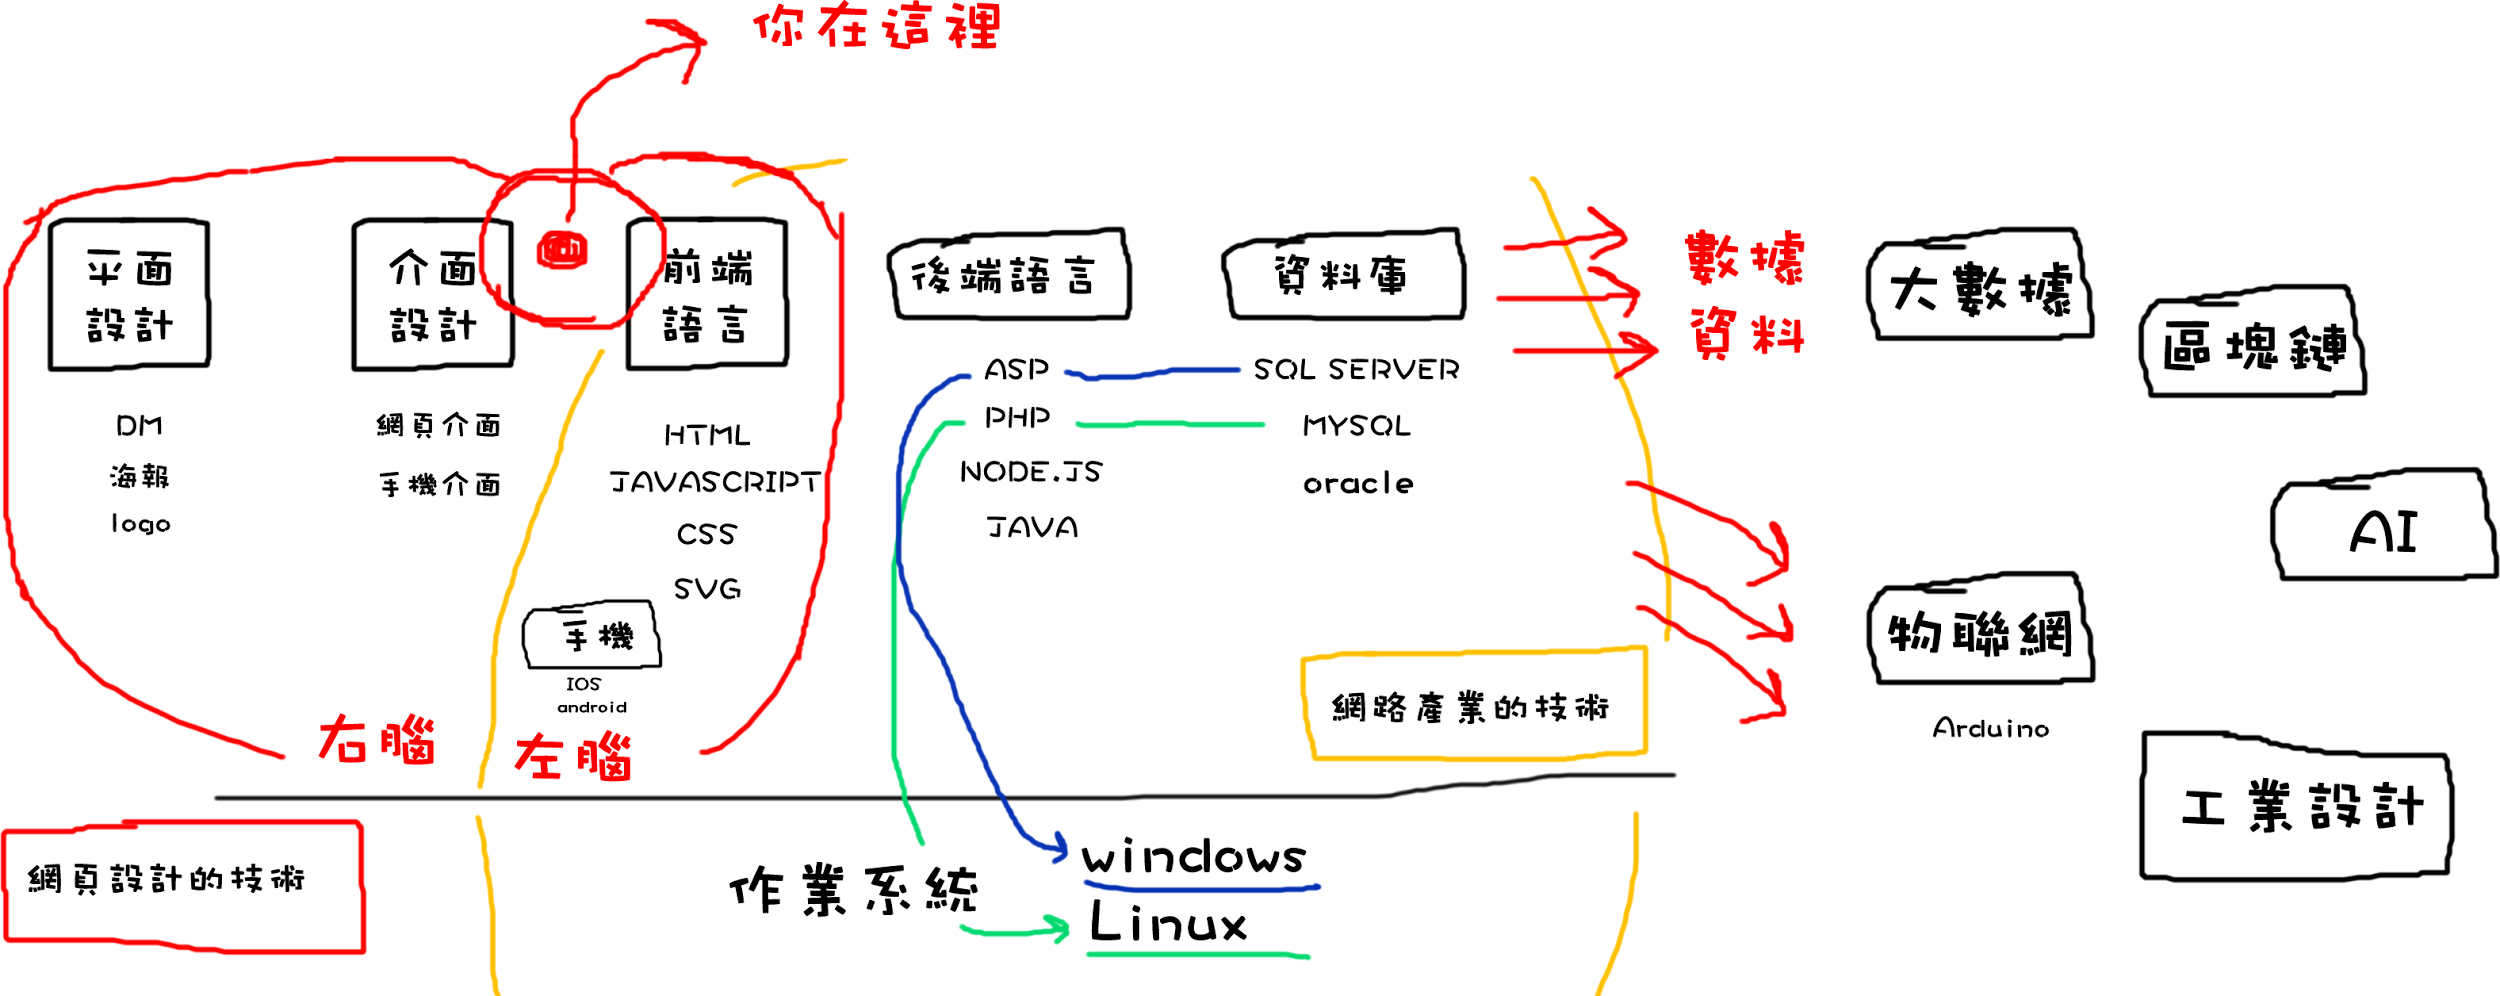 你在這裡
平面
設計
DM
海報
logo
介面
設計
網頁介面
手機介面
前端
語言
HTML
JAVASCRIPT
CSS
SVG
手機
IOS
android
右腦
左腦
後端語言
ASP
PHP
NODE.JS
JAVA
資料庫
SQL SERVER
MYSQL
oracle
數據
資料
大數據
區塊鏈
AI
物聯網
Arduino
工業設計
網路產業的技術
網頁設計的技術
作業系統
windows
Linux